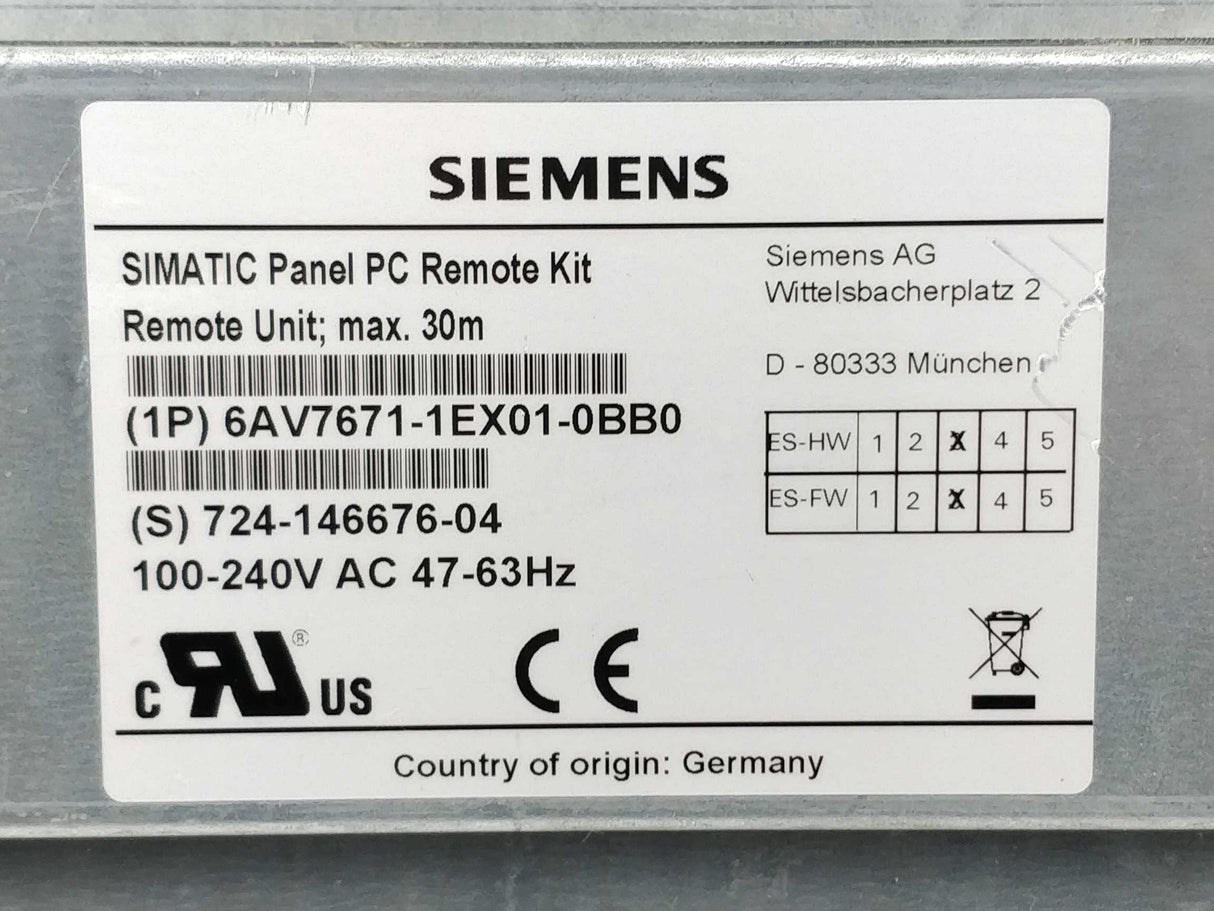 SIEMENS
SIMATIC Panel PC Remote Kit
Remote Unit; max. 30m
(1P) 6AV7671-1EX01-0BB0
(S) 724-146676-04
100-240V AC 47-63Hz
Siemens AG
Wittelsbacherplatz 2
D - 80333 München
ES-HW 1 2 X 4 5
ES-FW 1 2 X 4 5
C RU ® US
CE
Country of origin: Germany